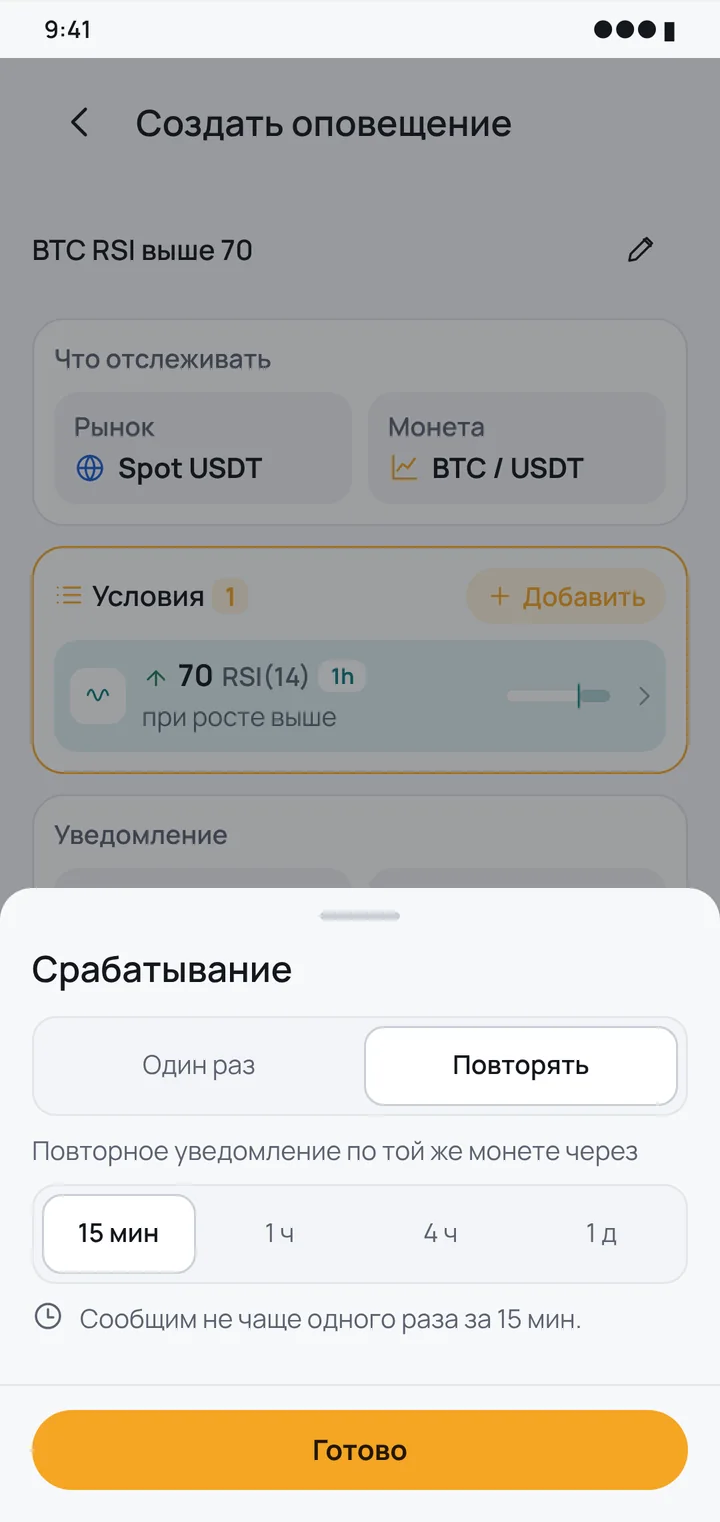 9:41
Создать оповещение
BTC RSI выше 70
Что отслеживать
Рынок
Spot USDT
Монета
BTC / USDT
Условия 1
+ Добавить
↑ 70 RSI(14) 1h
при росте выше
Уведомление
Срабатывание
Один раз
Повторять
Повторное уведомление по той же монете через
15 мин
1 ч
4 ч
1 д
Сообщим не чаще одного раза за 15 мин.
Готово